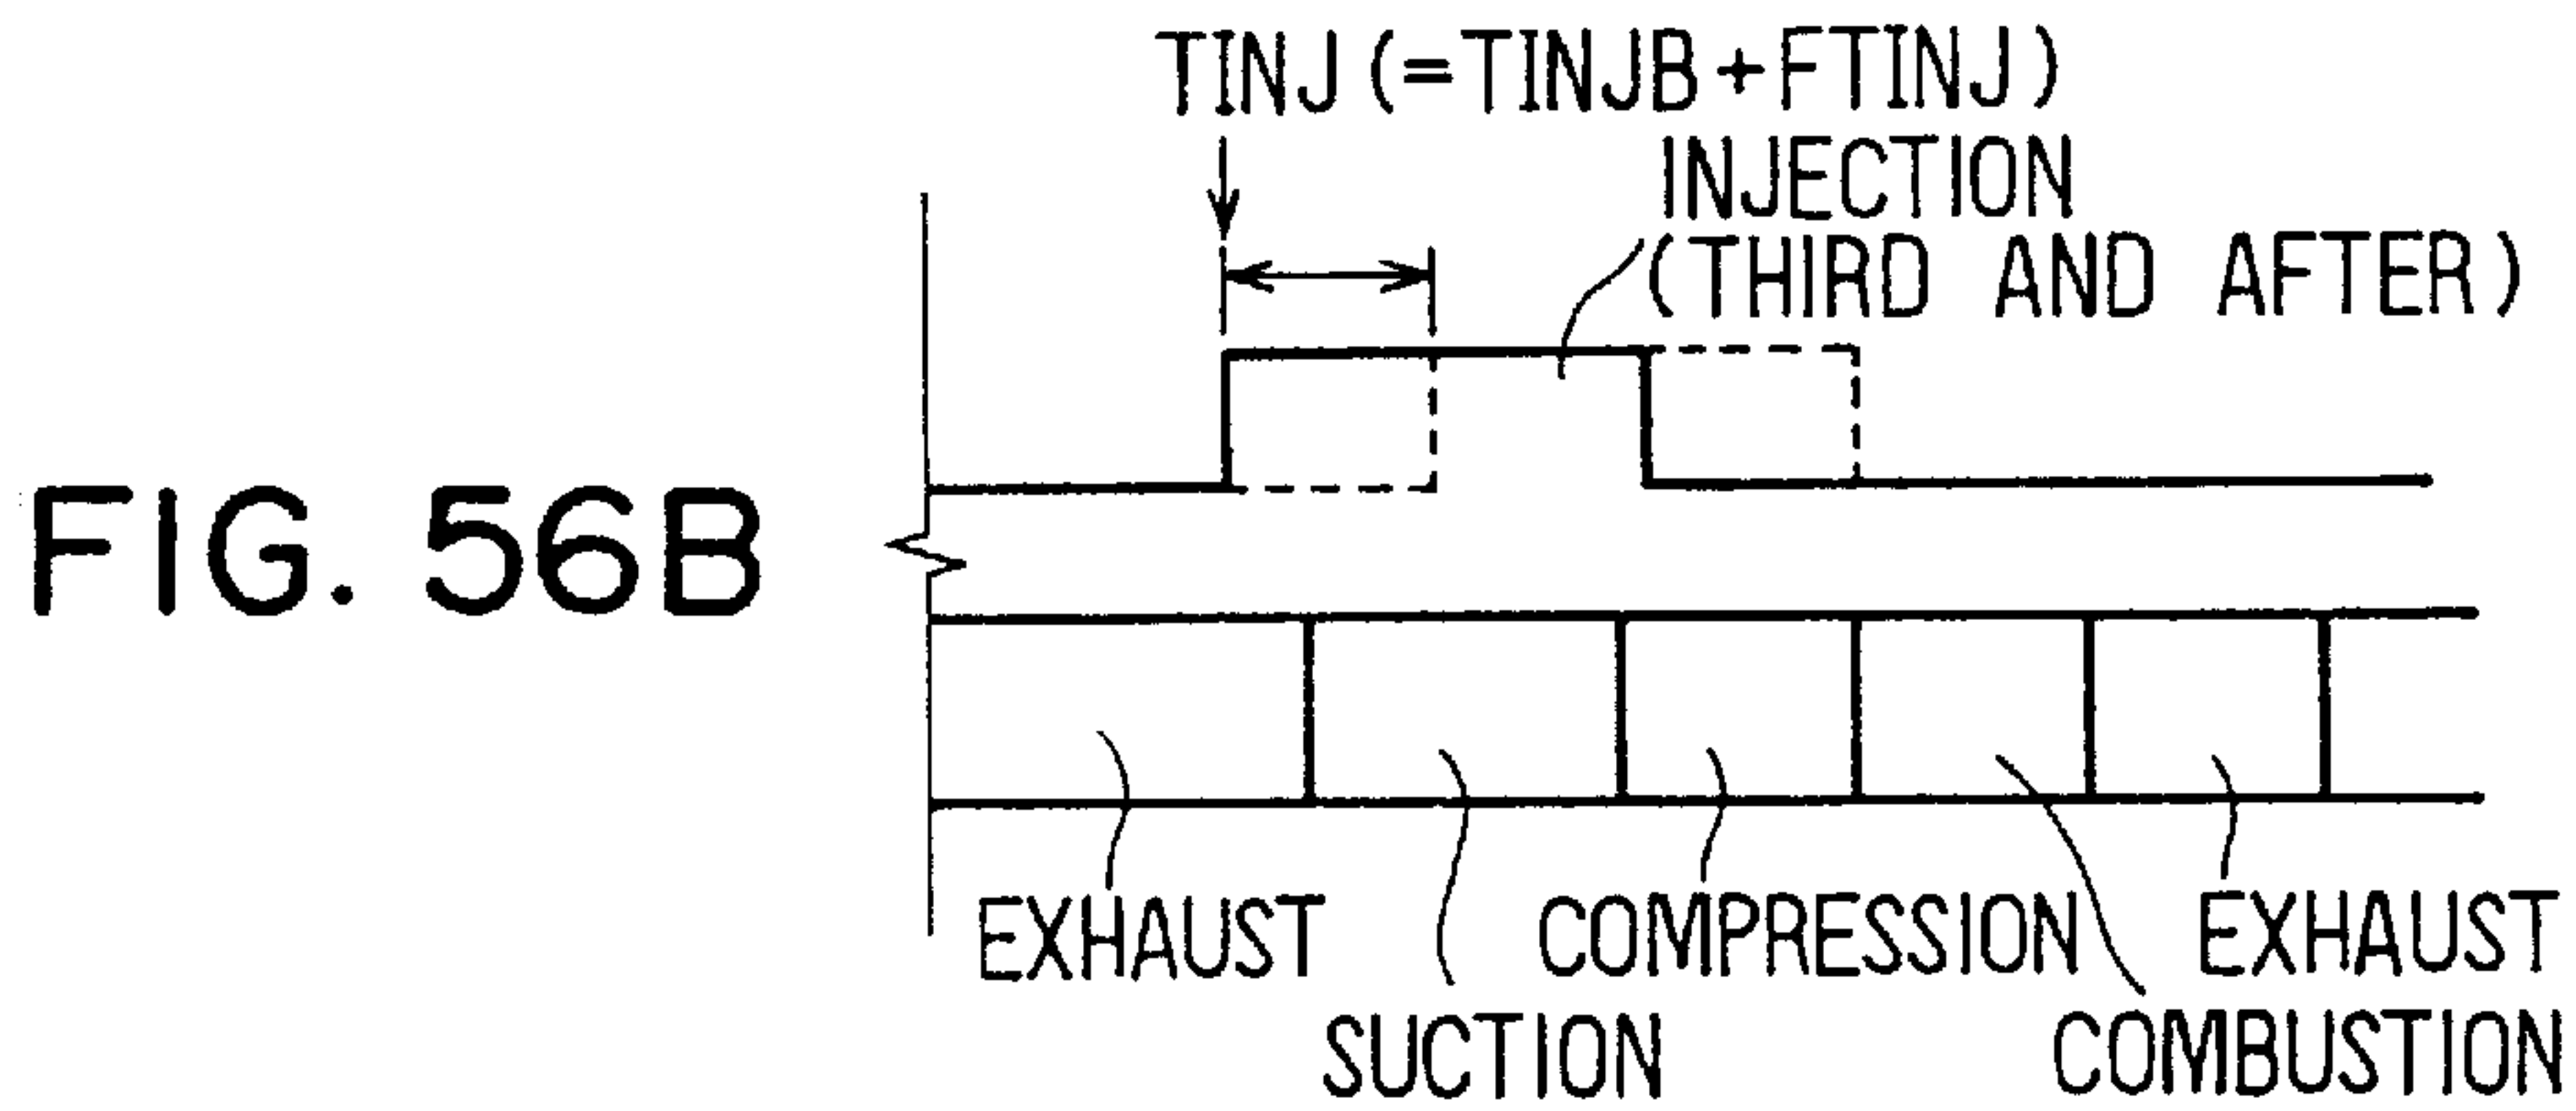 TINJ (=TINJB + FTINJ)
INJECTION
(THIRD AND AFTER)
FIG. 56B
EXHAUST
COMPRESSION
EXHAUST
SUCTION
COMBUSTION